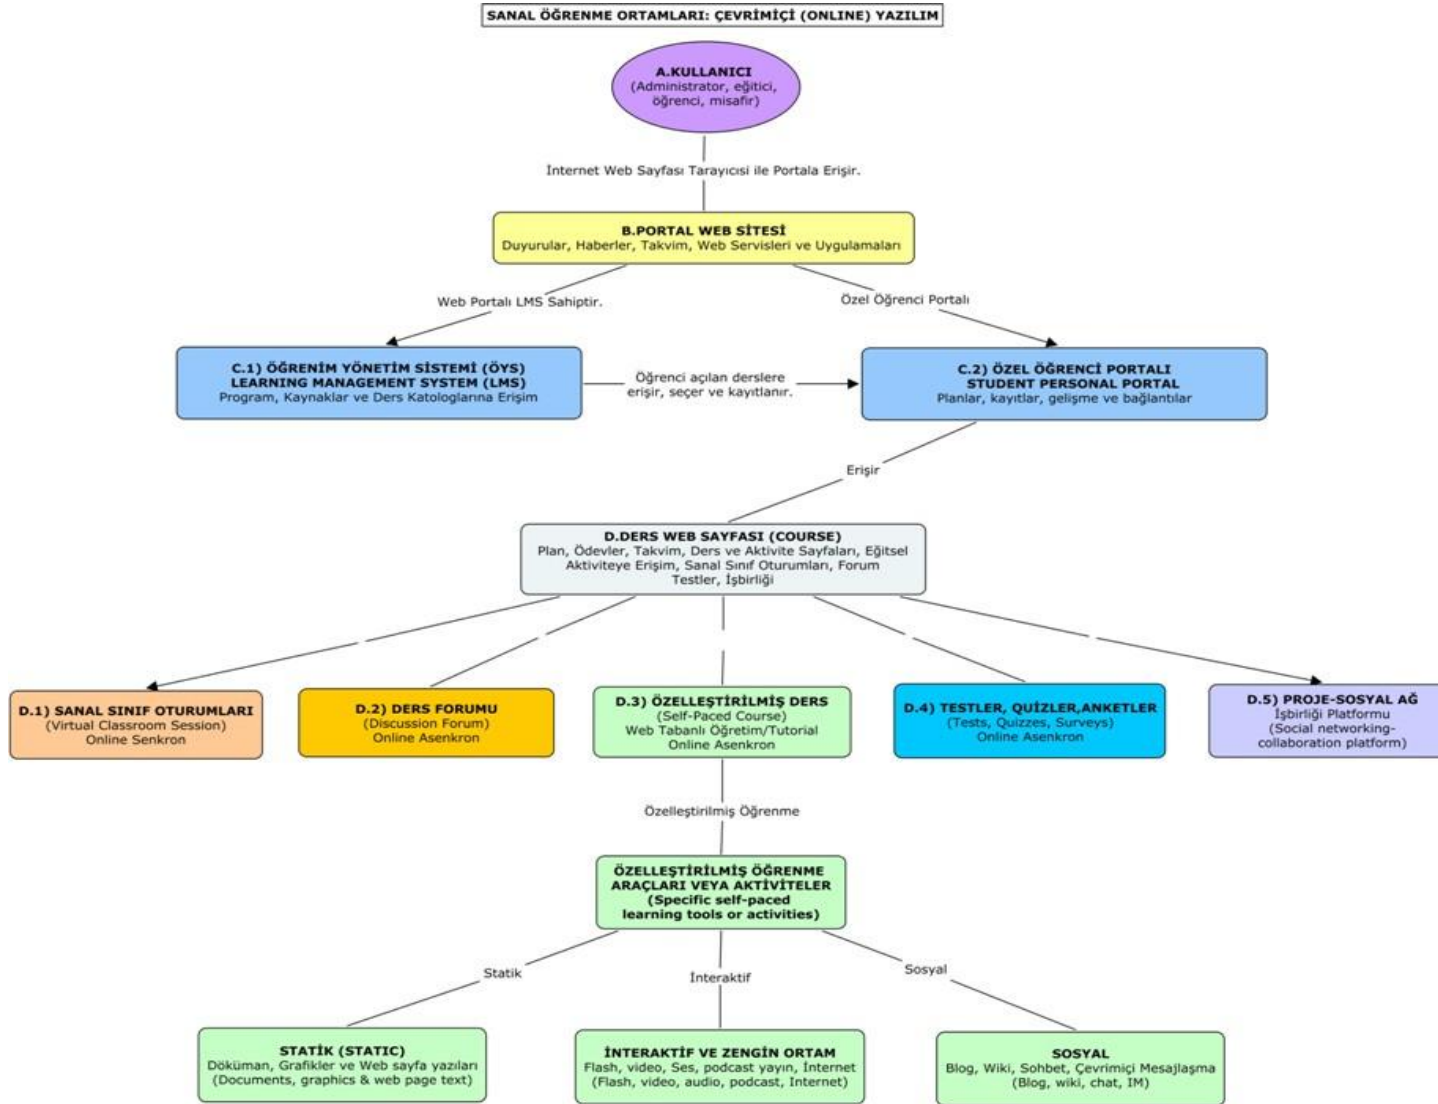 SANAL ÖĞRENME ORTAMLARI: ÇEVRİMİÇİ (ONLINE) YAZILIM
A.KULLANICI
(Administrator, eğitici,
öğrenci, misafir)
İnternet Web Sayfası Tarayıcısi ile Portala Erişir.
B.PORTAL WEB SİTESİ
Duyurular, Haberler, Takvim, Web Servisleri ve Uygulamaları
Web Portalı LMS Sahiptir.
Özel Öğrenci Portalı
C.1) ÖĞRENİM YÖNETİM SİSTEMİ (ÖYS)
LEARNING MANAGEMENT SYSTEM (LMS)
Program, Kaynaklar ve Ders Katologlarına Erişim
Öğrenci açılan derslere
erişir, seçer ve kayıtlanır.
C.2) ÖZEL ÖĞRENCİ PORTALI
STUDENT PERSONAL PORTAL
Planlar, kayıtlar, gelişme ve bağlantılar
Erişir
D.DERS WEB SAYFASI (COURSE)
Plan, Ödevler, Takvim, Ders ve Aktivite Sayfaları, Eğitsel
Aktiviteye Erişim, Sanal Sınıf Oturumları, Forum
Testler, İşbirliği
D.1) SANAL SINIF OTURUMLARI
(Virtual Classroom Session)
Online Senkron
D.2) DERS FORUMU
(Discussion Forum)
Online Asenkron
D.3) ÖZELLEŞTİRİLMİŞ DERS
(Self-Paced Course)
Web Tabanlı Öğretim/Tutorial
Online Asenkron
D.4) TESTLER, QUİZLER,ANKETLER
(Tests, Quizzes, Surveys)
Online Asenkron
D.5) PROJE-SOSYAL AĞ
İşbirliği Platformu
(Social networking-
collaboration platform)
Özelleştirilmiş Öğrenme
ÖZELLEŞTİRİLMİŞ ÖĞRENME
ARAÇLARI VEYA AKTİVİTELER
(Specific self-paced
learning tools or activities)
Statik
İnteraktif
Sosyal
STATİK (STATIC)
Döküman, Grafikler ve Web sayfa yazıları
(Documents, graphics & web page text)
İNTERAKTİF VE ZENGİN ORTAM
Flash, video, Ses, podcast yayın, İnternet
(Flash, video, audio, podcast, Internet)
SOSYAL
Blog, Wiki, Sohbet, Çevrimiçi Mesajlaşma
(Blog, wiki, chat, IM)